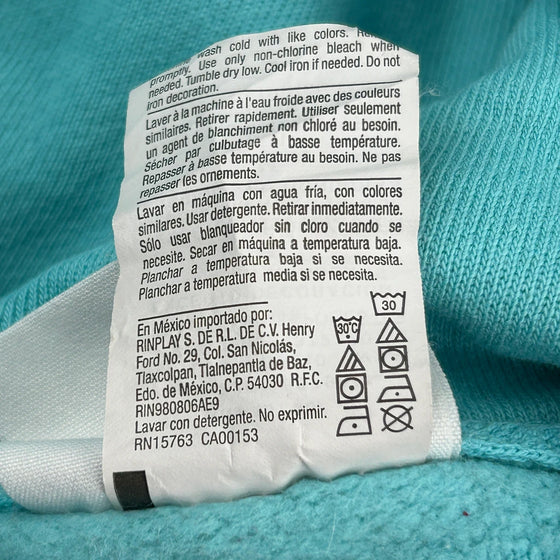 wash cold with like colors.
promptly. Use only non-chlorine bleach when
needed. Tumble dry low. Cool iron if needed. Do not
iron decoration.
Laver à la machine à l'eau froide avec des couleurs
similaires. Retirer rapidement. Utiliser seulement
un agent de blanchiment non chloré au besoin.
Sécher par culbutage à basse température.
Repasser à basse température au besoin. Ne pas
repasser les ornements.
Lavar en máquina con agua fría, con colores
similares. Usar detergente. Retirar inmediatamente.
Sólo usar blanqueador sin cloro cuando se
necesite. Secar en máquina a temperatura baja.
Planchar a temperatura baja si se necesita.
Planchar a temperatura media si se necesita.
En México importado por:
RINPLAY S. DE R.L. DE C.V. Henry
Ford No. 29, Col. San Nicolás,
Tlaxcolpan, Tlalnepantla de Baz,
Edo. de México, C.P. 54030 R.F.C.
RIN980806AE9
Lavar con detergente. No exprimir.
RN15763 CA00153
30°C
30